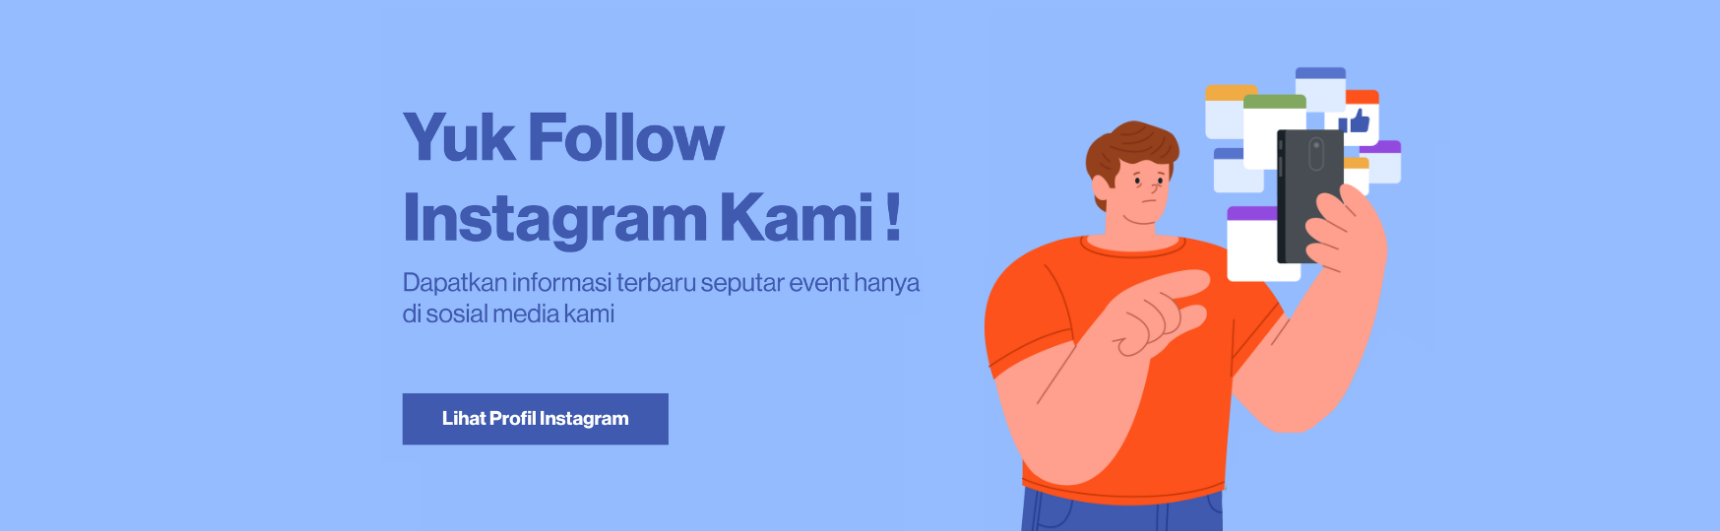 Yuk Follow
Instagram Kami !
Dapatkan informasi terbaru seputar event hanya
di sosial media kami
Lihat Profil Instagram